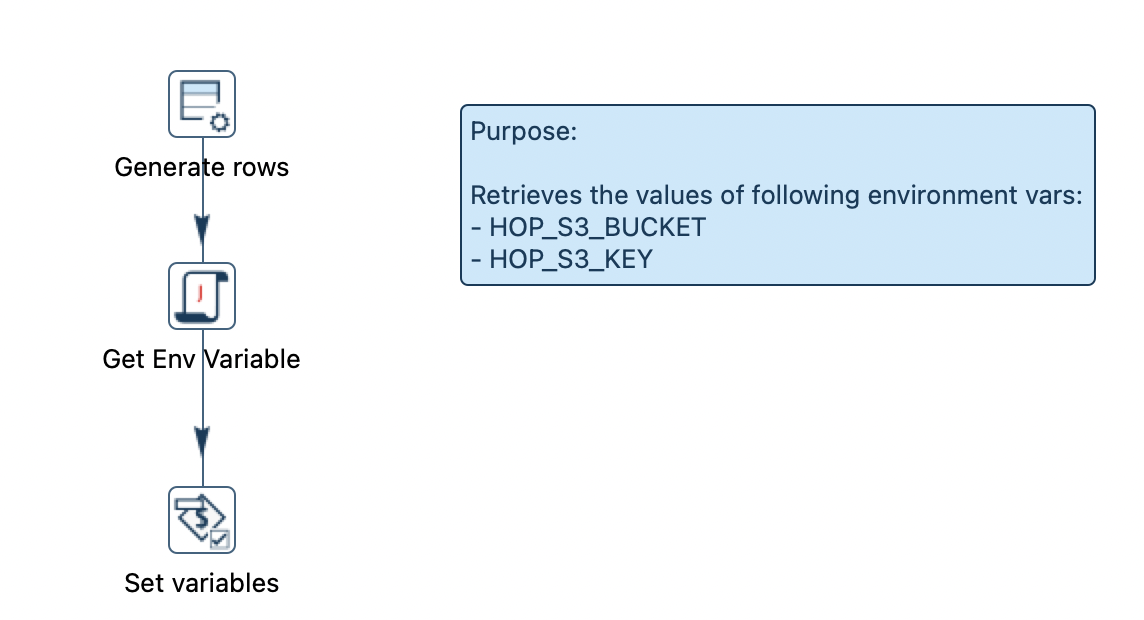 Generate rows
Get Env Variable
Set variables
Purpose:
Retrieves the values of following environment vars:
- HOP_S3_BUCKET
- HOP_S3_KEY